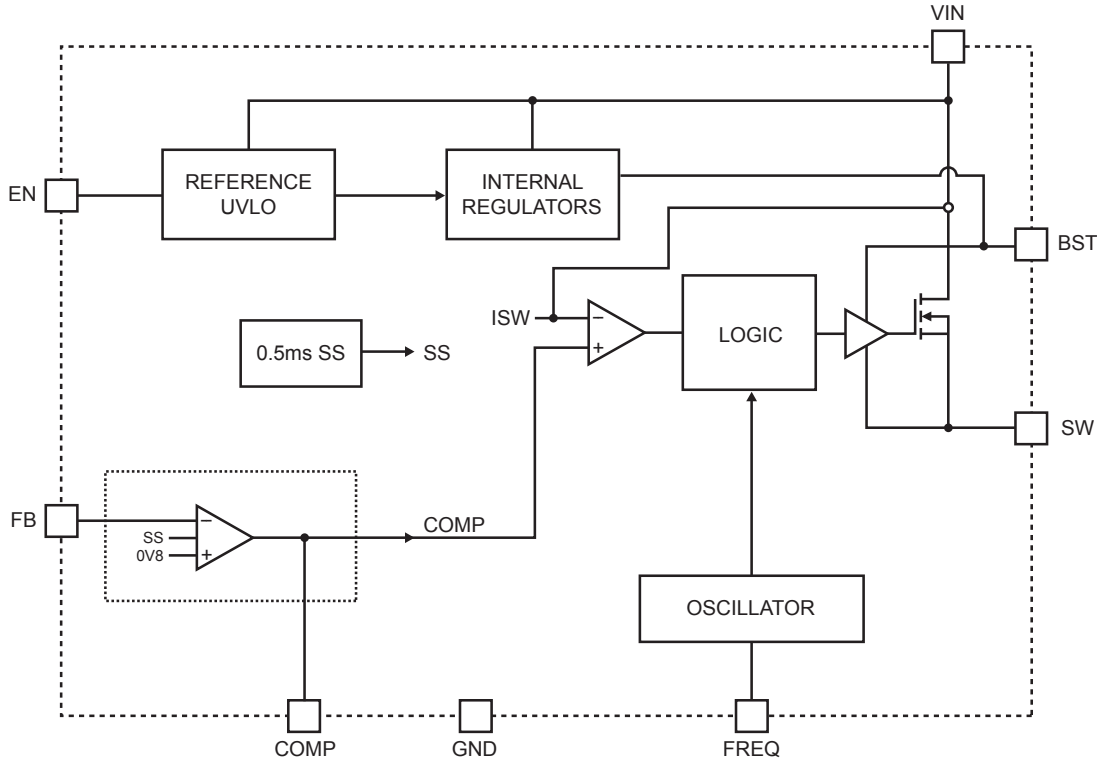 VIN
EN
REFERENCE
UVLO
INTERNAL
REGULATORS
BST
ISW
−
+
LOGIC
0.5ms SS
SS
SW
FB
−
SS
0V8
+
COMP
OSCILLATOR
COMP
GND
FREQ